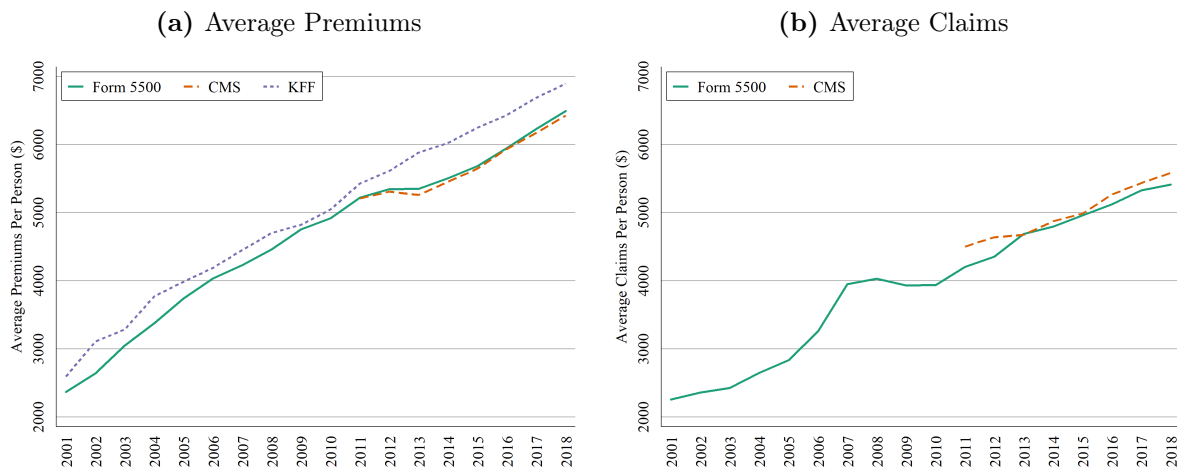 (a) Average Premiums
Form 5500 CMS KFF
Average Premiums Per Person ($)
7000
6000
5000
4000
3000
2000
2001 2002 2003 2004 2005 2006 2007 2008 2009 2010 2011 2012 2013 2014 2015 2016 2017 2018
(b) Average Claims
Form 5500 CMS
Average Claims Per Person ($)
7000
6000
5000
4000
3000
2000
2001 2002 2003 2004 2005 2006 2007 2008 2009 2010 2011 2012 2013 2014 2015 2016 2017 2018